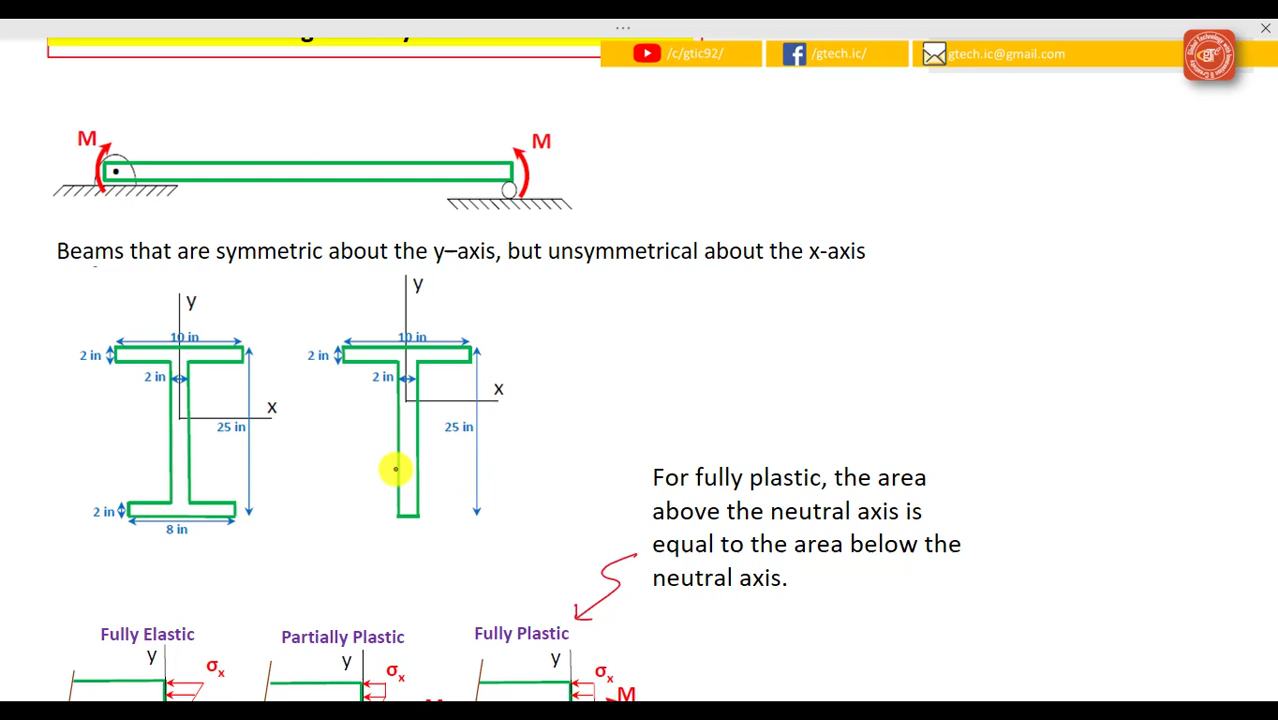 /c/gtic92/
/gtech.ic/
gtech.ic@gmail.com
M
M
Beams that are symmetric about the y–axis, but unsymmetrical about the x-axis
y
10 in
2 in
2 in
x
25 in
2 in
8 in
y
10 in
2 in
2 in
x
25 in
For fully plastic, the area
above the neutral axis is
equal to the area below the
neutral axis.
Fully Elastic
y
σx
Partially Plastic
y
σx
Fully Plastic
y
σx
M